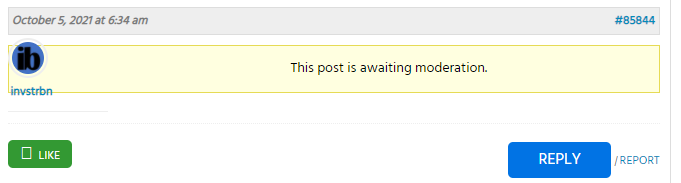 October 5, 2021 at 6:34 am #85844
ib
This post is awaiting moderation.
invstrbn
LIKE
REPLY / REPORT